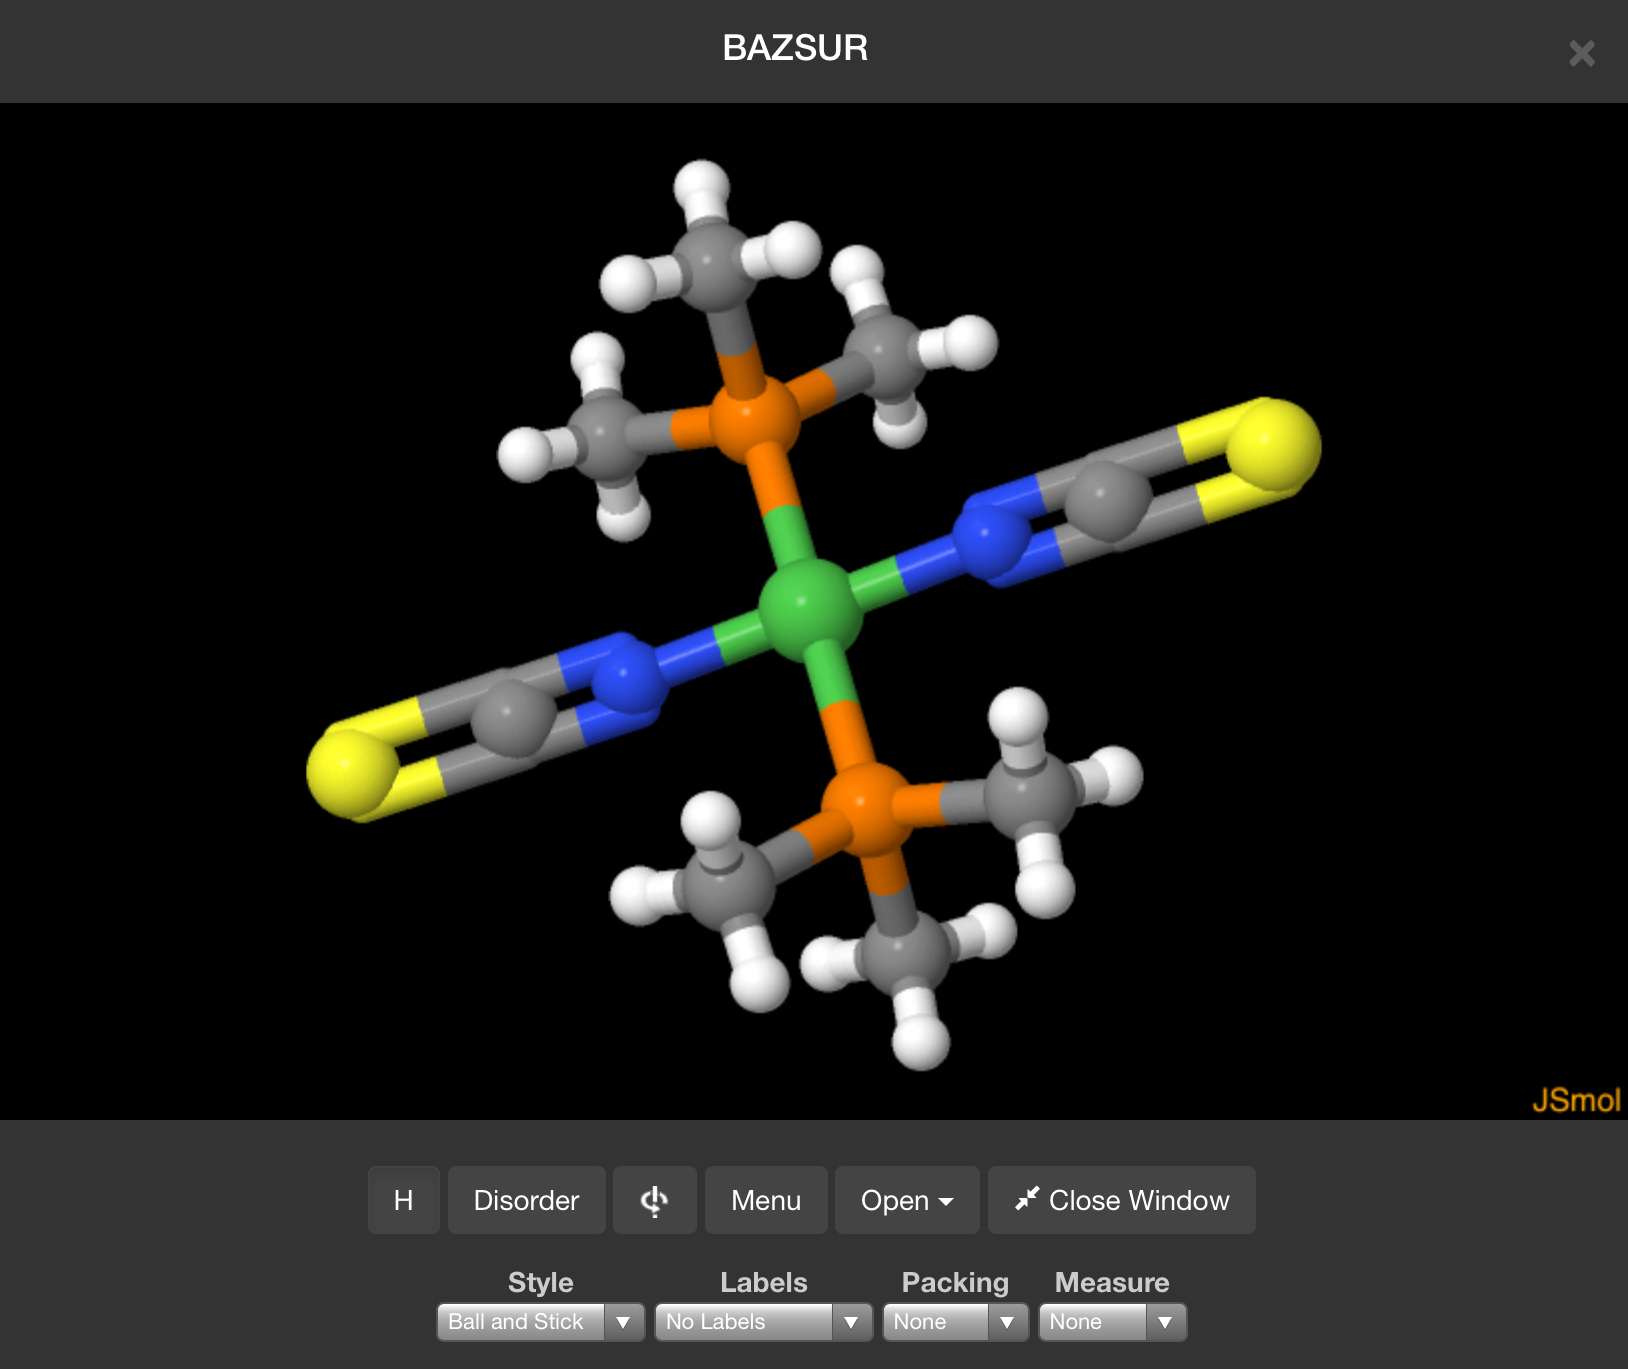 BAZSUR
JSmol
H Disorder Menu Open Close Window
Style Labels Packing Measure
Ball and Stick No Labels None None